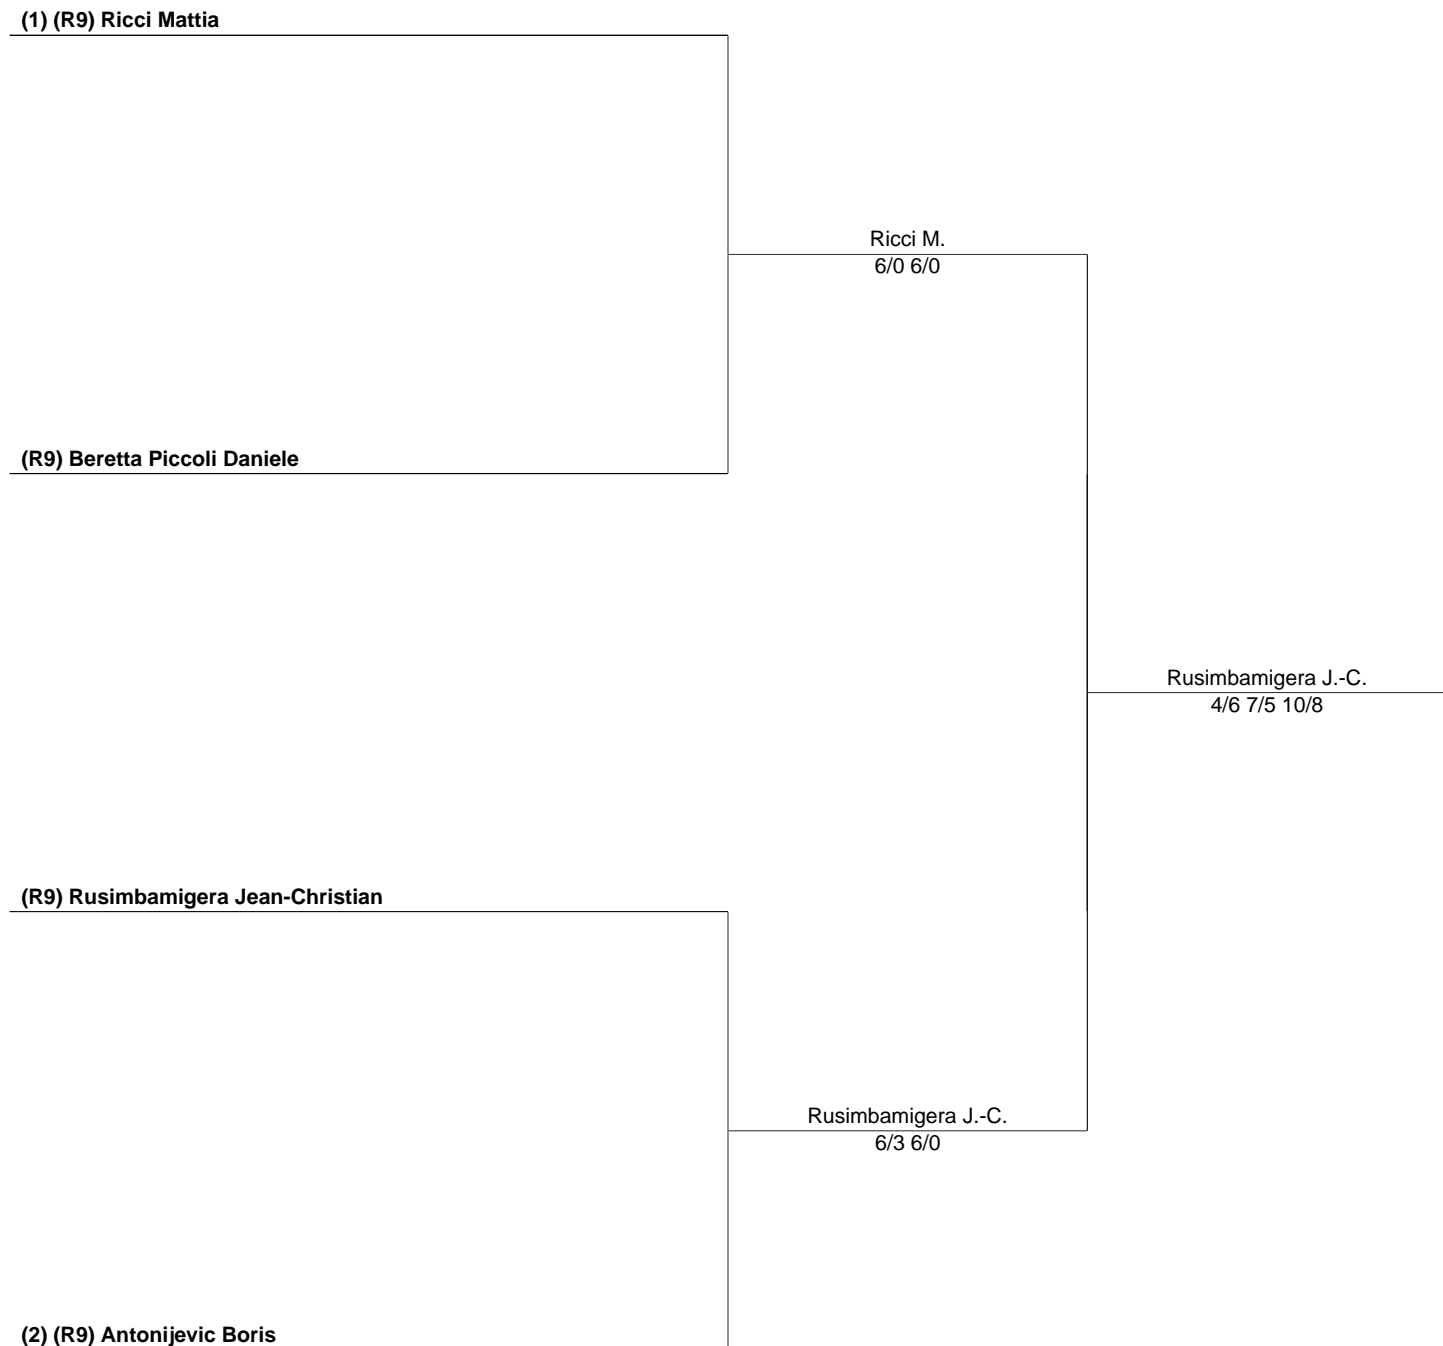 (1) (R9) Ricci Mattia
Ricci M.
6/0 6/0
(R9) Beretta Piccoli Daniele
Rusimbamigera J.-C.
4/6 7/5 10/8
(R9) Rusimbamigera Jean-Christian
Rusimbamigera J.-C.
6/3 6/0
(2) (R9) Antonijevic Boris